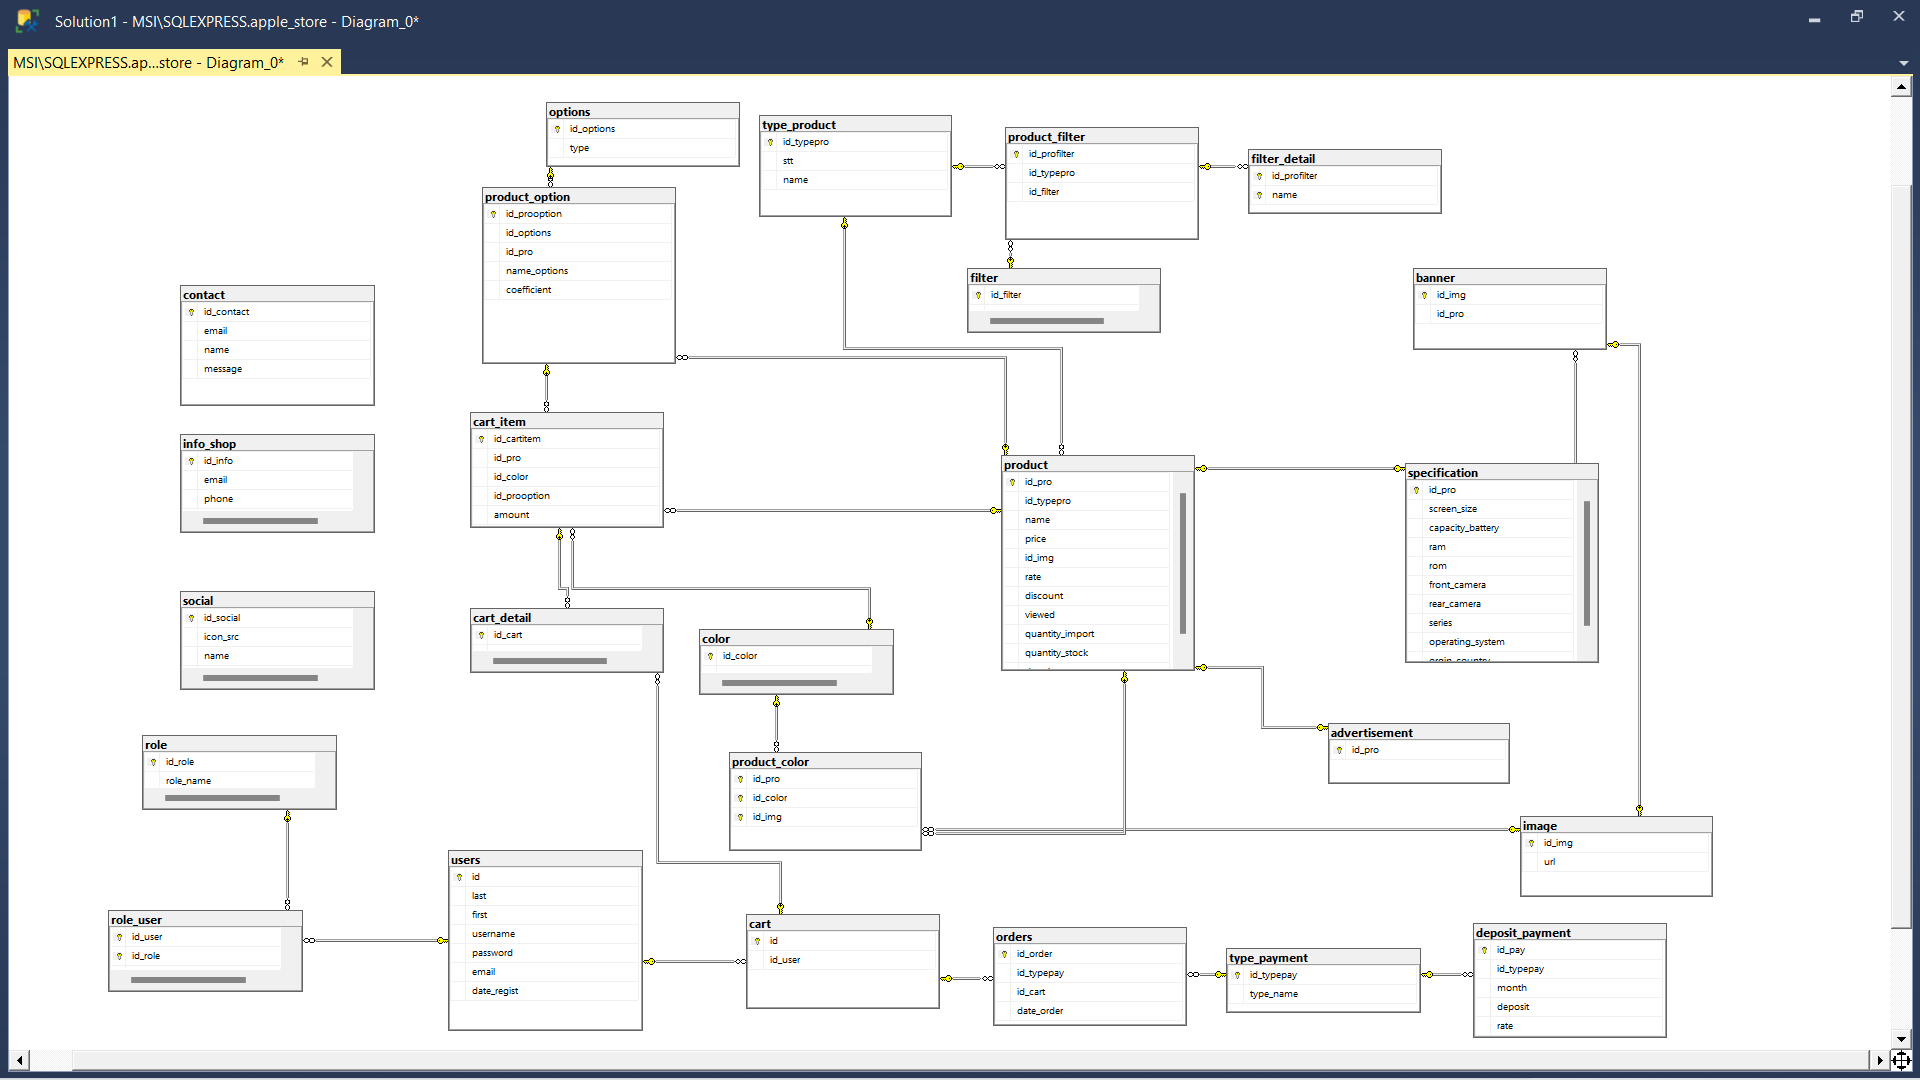 Solution1 - MSI\SQLEXPRESS.apple_store - Diagram_0*
MSI\SQLEXPRESS.ap...store - Diagram_0*
options
id_options
type
type_product
id_typepro
stt
name
product_filter
id_profilter
id_typepro
id_filter
filter_detail
id_profilter
name
product_option
id_prooption
id_options
id_pro
name_options
coefficient
filter
id_filter
banner
id_img
id_pro
contact
id_contact
email
name
message
info_shop
id_info
email
phone
cart_item
id_cartitem
id_pro
id_color
id_prooption
amount
product
id_pro
id_typepro
name
price
id_img
rate
discount
viewed
quantity_import
quantity_stock
specification
id_pro
screen_size
capacity_battery
ram
rom
front_camera
rear_camera
series
operating_system
orgin_country
social
id_social
icon_src
name
cart_detail
id_cart
color
id_color
role
id_role
role_name
product_color
id_pro
id_color
id_img
advertisement
id_pro
image
id_img
url
users
id
last
first
username
password
email
date_regist
role_user
id_user
id_role
cart
id
id_user
orders
id_order
id_typepay
id_cart
date_order
type_payment
id_typepay
type_name
deposit_payment
id_pay
id_typepay
month
deposit
rate